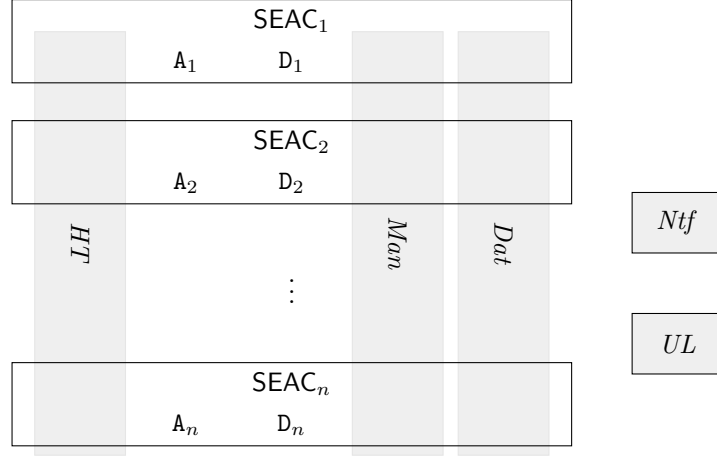 SEAC₁
A₁ D₁
SEAC₂
A₂ D₂
HT
Man
Dat
Ntf
⋮
UL
SEACₙ
Aₙ Dₙ